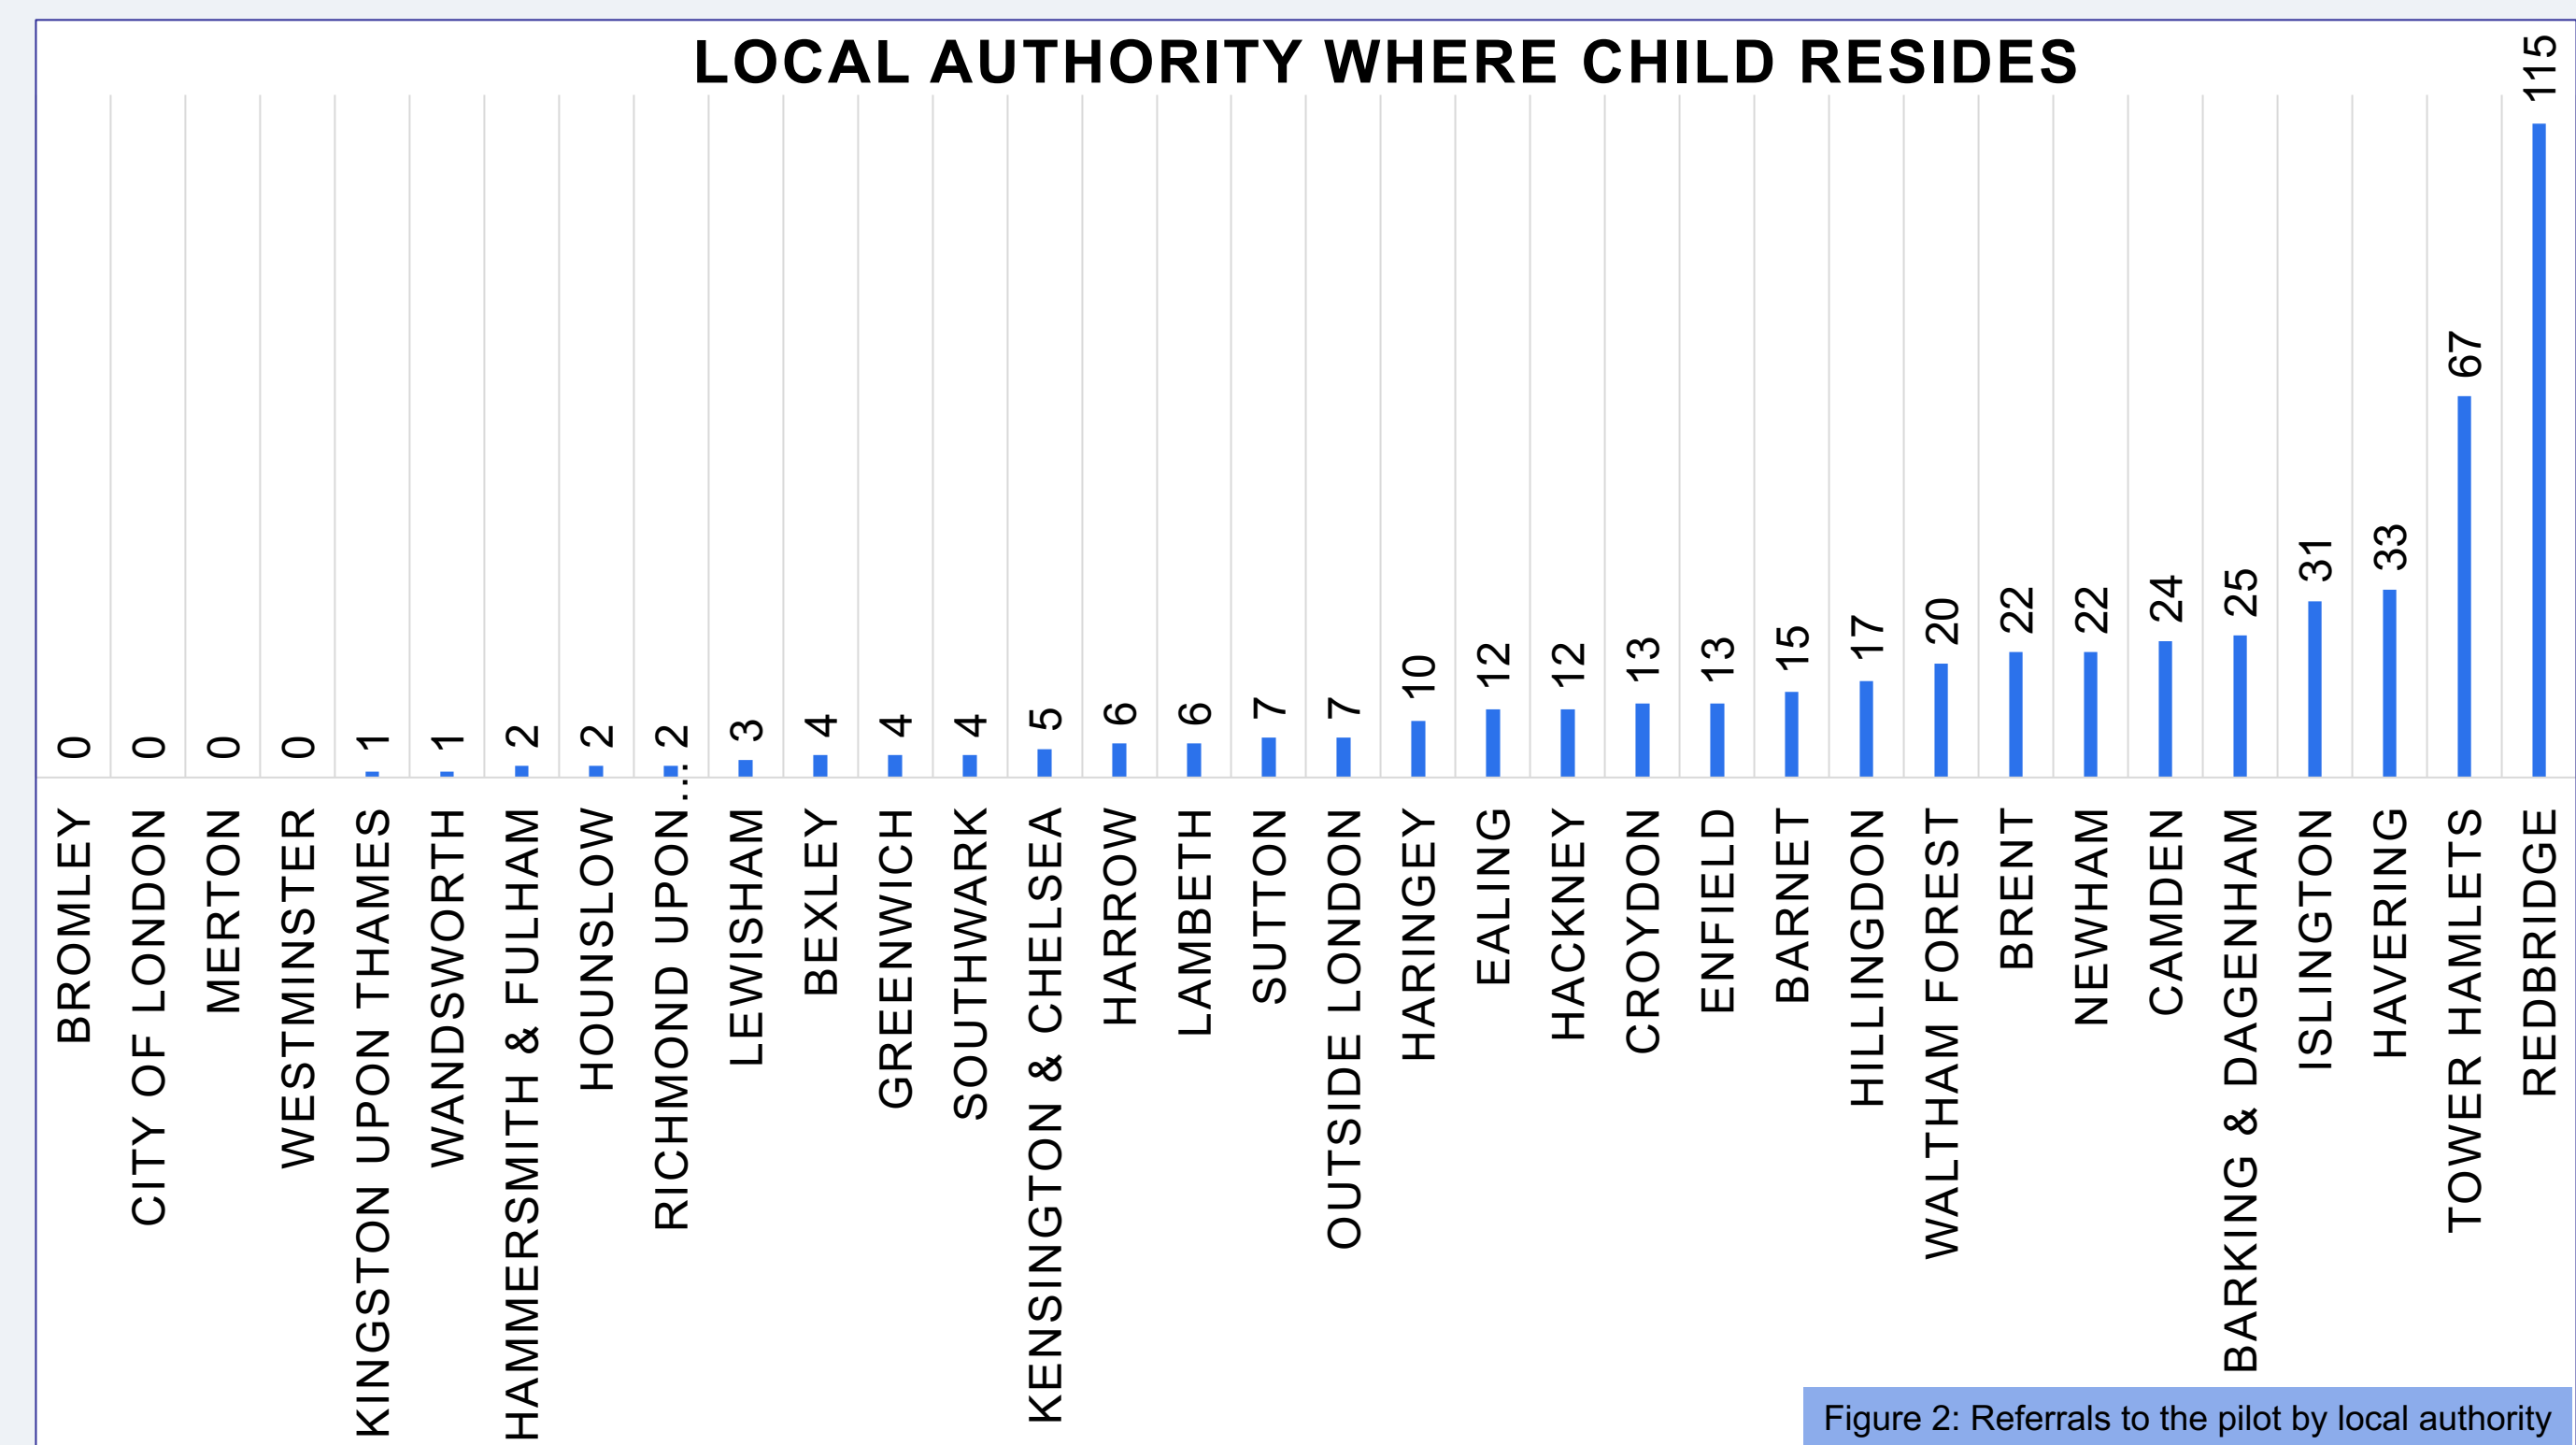 LOCAL AUTHORITY WHERE CHILD RESIDES
0
0
0
0
1
1
2
2
2
3
4
4
4
5
6
6
7
7
10
12
12
13
13
15
17
20
22
22
24
25
31
33
67
115
BROMLEY
CITY OF LONDON
MERTON
WESTMINSTER
KINGSTON UPON THAMES
WANDSWORTH
HAMMERSMITH & FULHAM
HOUNSLOW
RICHMOND UPON...
LEWISHAM
BEXLEY
GREENWICH
SOUTHWARK
KENSINGTON & CHELSEA
HARROW
LAMBETH
SUTTON
OUTSIDE LONDON
HARINGEY
EALING
HACKNEY
CROYDON
ENFIELD
BARNET
HILLINGDON
WALTHAM FOREST
BRENT
NEWHAM
CAMDEN
BARKING & DAGENHAM
ISLINGTON
HAVERING
TOWER HAMLETS
REDBRIDGE
Figure 2: Referrals to the pilot by local authority